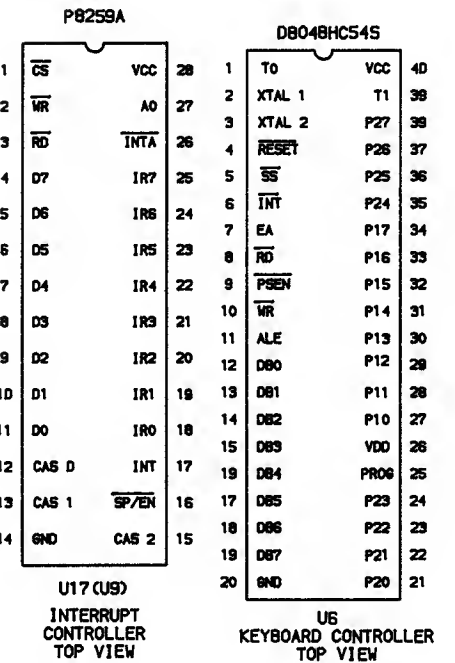 P8259A
1 CS VCC 28
2 WR A0 27
3 RD INTA 26
4 D7 IR7 25
5 D6 IR6 24
6 D5 IR5 23
7 D4 IR4 22
8 D3 IR3 21
9 D2 IR2 20
10 D1 IR1 19
11 D0 IR0 18
12 CAS D INT 17
13 CAS 1 SP/EN 16
14 GND CAS 2 15
U17 (U9)
INTERRUPT
CONTROLLER
TOP VIEW
D8048HC54S
1 T0 VCC 4D
2 XTAL 1 T1 39
3 XTAL 2 P27 39
4 RESET P26 37
5 SS P25 36
6 INT P24 35
7 EA P17 34
8 RD P16 33
9 PSEN P15 32
10 WR P14 31
11 ALE P13 30
12 DB0 P12 29
13 DB1 P11 28
14 DB2 P10 27
15 DB3 VDD 26
19 DB4 PROG 25
17 DB5 P23 24
18 DB6 P22 23
19 DB7 P21 22
20 GND P20 21
U6
KEYBOARD CONTROLLER
TOP VIEW